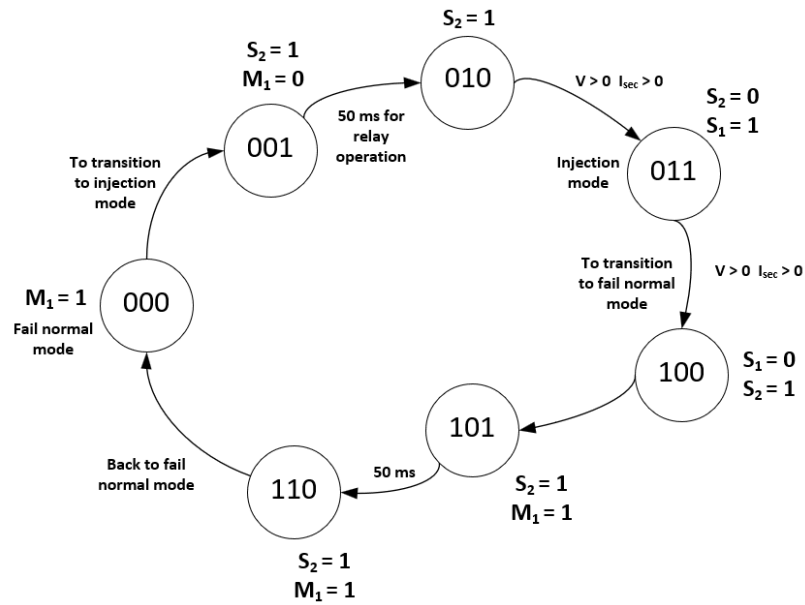 S₂ = 1
010
V > 0 Isec > 0
S₂ = 1
M₁ = 0
001
50 ms for
relay
operation
S₂ = 0
S₁ = 1
Injection
mode
011
To transition
to injection
mode
M₁ = 1
Fail normal
mode
000
To transition
to fail normal
mode
V > 0 Isec > 0
100
S₁ = 0
S₂ = 1
101
S₂ = 1
M₁ = 1
50 ms
110
S₂ = 1
M₁ = 1
Back to fail
normal mode